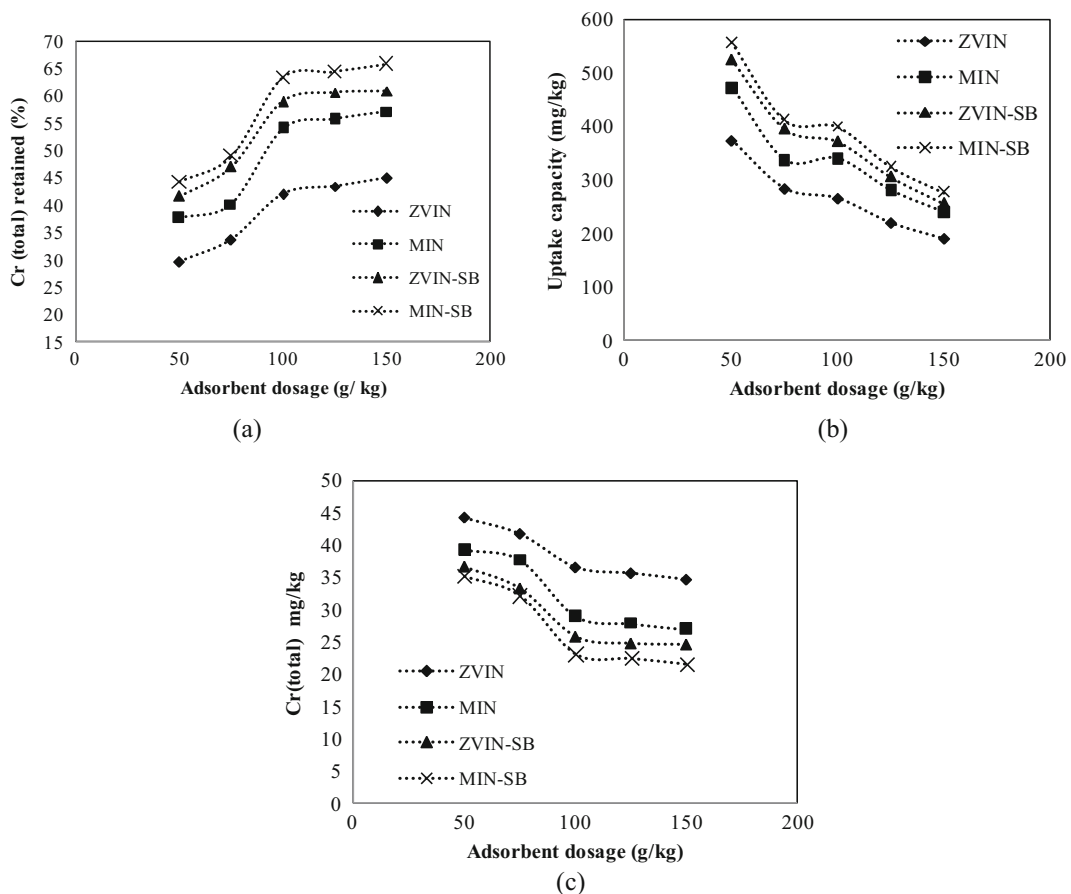 70
65
60
55
50
45
40
35
30
25
20
15
Cr (total) retained (%)
ZVIN
MIN
ZVIN-SB
MIN-SB
0 50 100 150 200
Adsorbent dosage (g/ kg)
(a)
600
500
400
300
200
100
0
Uptake capacity (mg/kg)
ZVIN
MIN
ZVIN-SB
MIN-SB
0 50 100 150 200
Adsorbent dosage (g/kg)
(b)
50
45
40
35
30
25
20
15
10
5
0
Cr(total) mg/kg
ZVIN
MIN
ZVIN-SB
MIN-SB
0 50 100 150 200
Adsorbent dosage (g/kg)
(c)